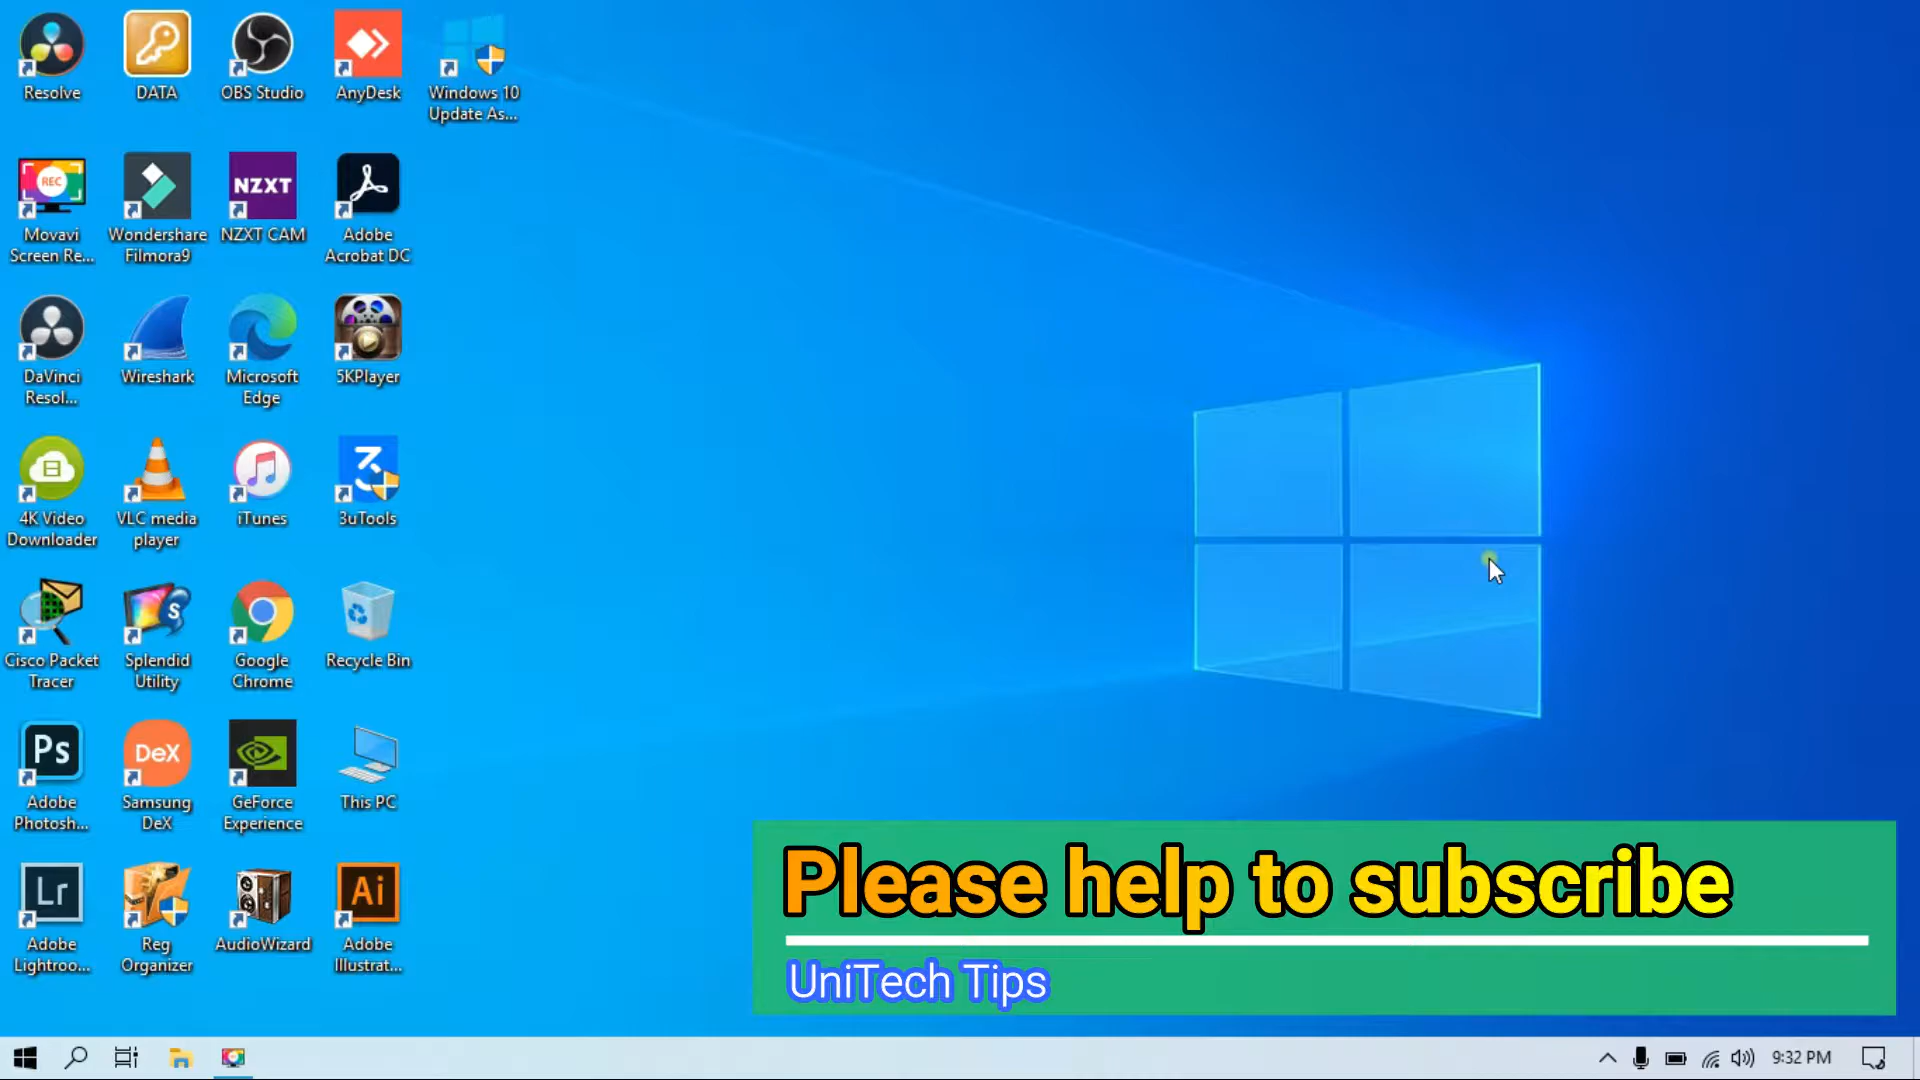 Resolve
DATA
OBS Studio
AnyDesk
Windows 10
Update As...
REC
NZXT
Movavi
Screen Re...
Wondershare
Filmora9
NZXT CAM
Adobe
Acrobat DC
DaVinci
Resol...
Wireshark
Microsoft
Edge
5KPlayer
4K Video
Downloader
VLC media
player
iTunes
3uTools
S
Cisco Packet
Tracer
Splendid
Utility
Google
Chrome
Recycle Bin
Ps
DeX
Adobe
Photosh...
Samsung
DeX
GeForce
Experience
This PC
Lr
Ai
Adobe
Lightroo...
Reg
Organizer
AudioWizard
Adobe
Illustrat...
Please help to subscribe
UniTech Tips
9:32 PM